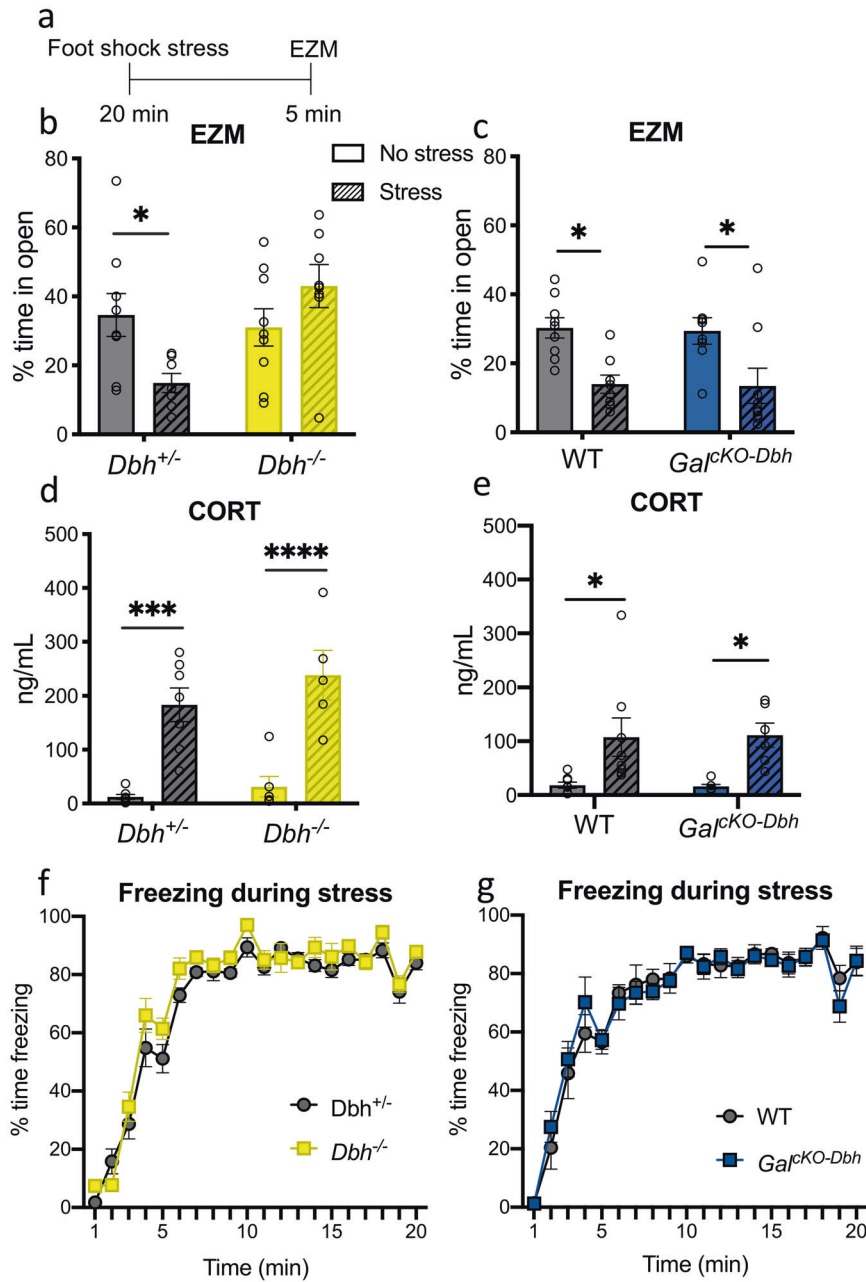 a
Foot shock stress EZM
20 min 5 min
b
EZM
No stress
Stress
% time in open
80
60
40
20
0
*
Dbh+/- Dbh-/-
c
EZM
% time in open
80
60
40
20
0
* *
WT GalcKO-Dbh
d
CORT
ng/mL
500
400
300
200
100
0
*** ****
Dbh+/- Dbh-/-
e
CORT
ng/mL
500
400
300
200
100
0
* *
WT GalcKO-Dbh
f
Freezing during stress
% time freezing
100
80
60
40
20
0
Dbh+/-
Dbh-/-
1 5 10 15 20
Time (min)
g
Freezing during stress
% time freezing
100
80
60
40
20
0
WT
GalcKO-Dbh
1 5 10 15 20
Time (min)